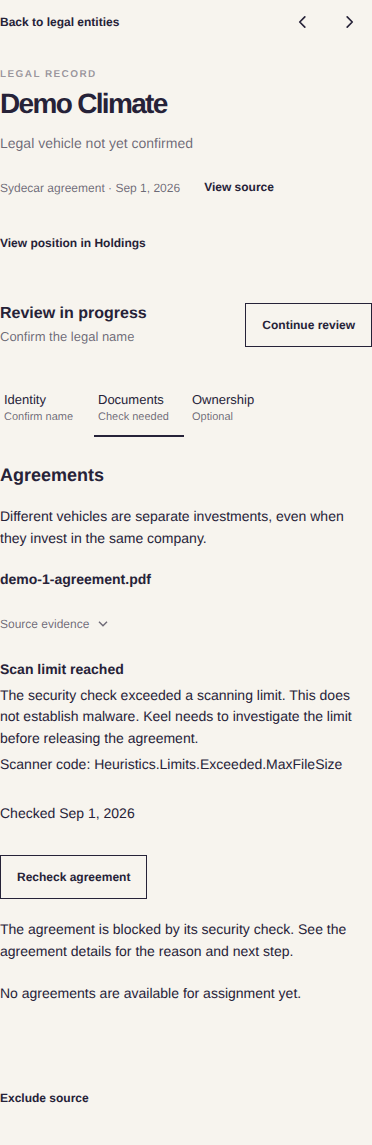 Back to legal entities
LEGAL RECORD
Demo Climate
Legal vehicle not yet confirmed
Sydecar agreement · Sep 1, 2026 View source
View position in Holdings
Review in progress
Confirm the legal name
Continue review
Identity Documents Ownership
Confirm name Check needed Optional
Agreements
Different vehicles are separate investments, even when
they invest in the same company.
demo-1-agreement.pdf
Source evidence
Scan limit reached
The security check exceeded a scanning limit. This does
not establish malware. Keel needs to investigate the limit
before releasing the agreement.
Scanner code: Heuristics.Limits.Exceeded.MaxFileSize
Checked Sep 1, 2026
Recheck agreement
The agreement is blocked by its security check. See the
agreement details for the reason and next step.
No agreements are available for assignment yet.
Exclude source